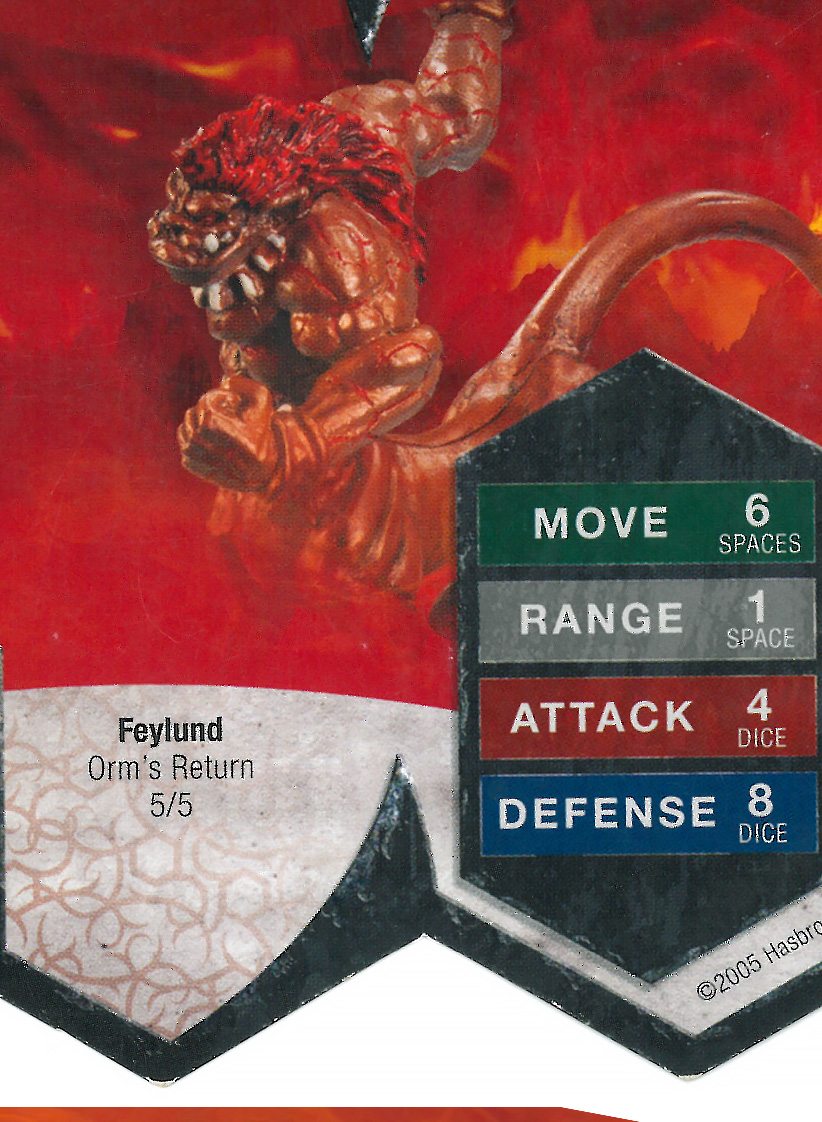 MOVE 6
SPACES
RANGE 1
SPACE
ATTACK 4
DICE
DEFENSE 8
DICE
Feylund
Orm's Return
5/5
©2005 Hasbro